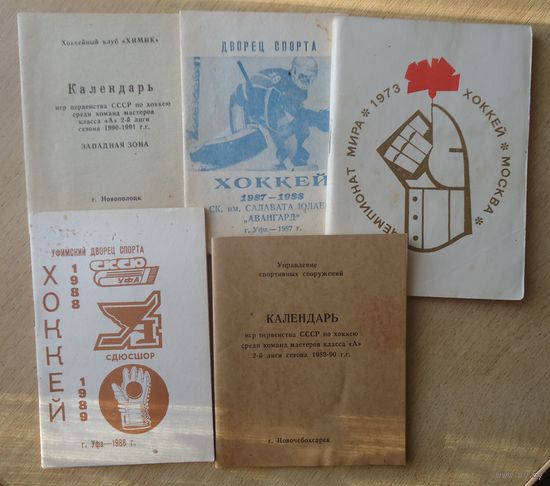 Хоккейный клуб «ХИМИК»
Календарь
игр первенства СССР по хоккею
среди команд мастеров
класса «А» 2-й лиги
сезона 1990-1991 г.г.
ЗАПАДНАЯ ЗОНА
г. Новополоцк
ДВОРЕЦ СПОРТА
ХОККЕЙ
1987—1988
СК. им. САЛАВАТА ЮЛАЕ
"АВАНГАРД"
г. Уфа — 1987 г.
ЧЕМПИОНАТ МИРА * 1973 * ХОККЕЙ * МОСКВА *
УФИМСКИЙ ДВОРЕЦ СПОРТА
ХОККЕЙ
1988
1989
УФА
СДЮСШОР
г. Уфа—1988 г.
Управление
спортивных сооружений
КАЛЕНДАРЬ
игр первенства СССР по хоккею
среди команд мастеров класса «А»
2-й лиги сезона 1989-90 г.г.
г. Новочебоксарск